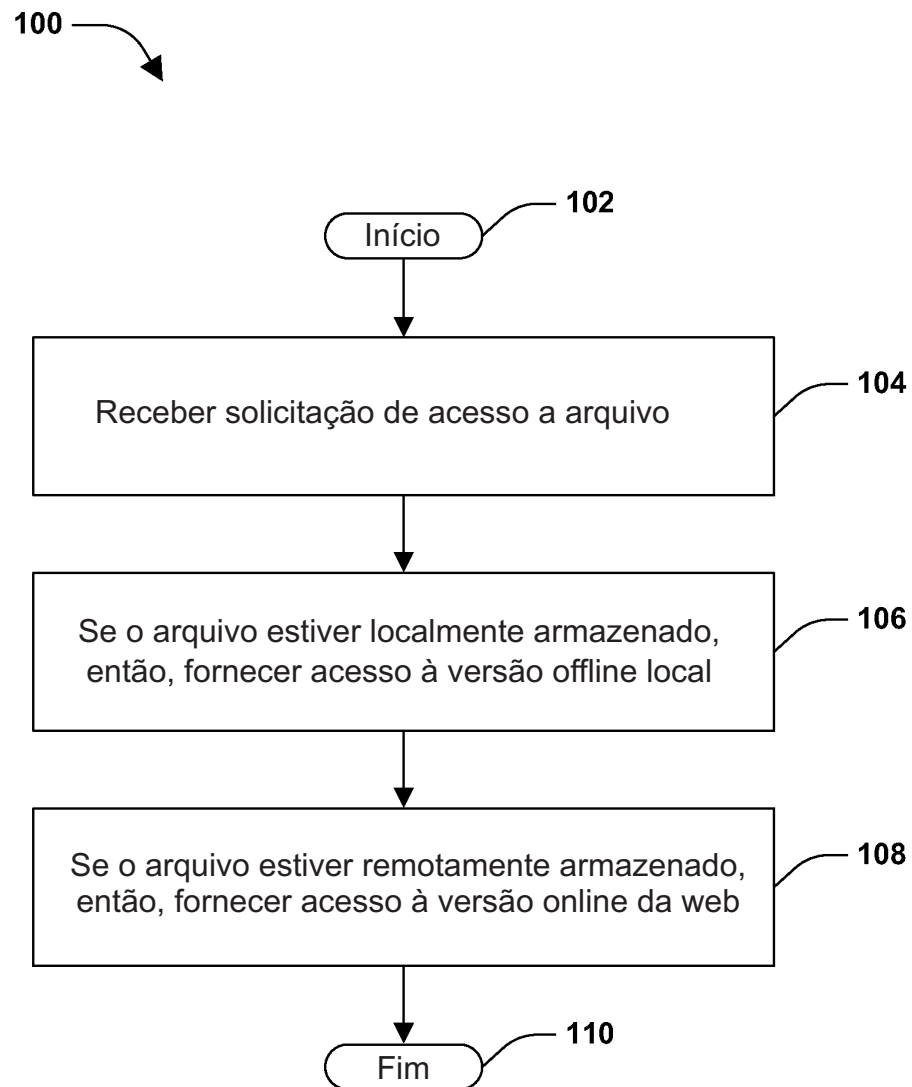 100
102
Início
104
Receber solicitação de acesso a arquivo
106
Se o arquivo estiver localmente armazenado,
então, fornecer acesso à versão offline local
108
Se o arquivo estiver remotamente armazenado,
então, fornecer acesso à versão online da web
110
Fim